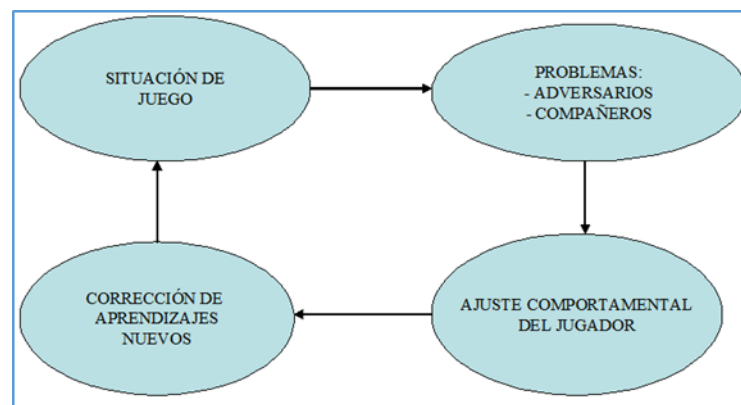 SITUACIÓN DE
JUEGO
PROBLEMAS:
- ADVERSARIOS
- COMPAÑEROS
AJUSTE COMPORTAMENTAL
DEL JUGADOR
CORRECCIÓN DE
APRENDIZAJES
NUEVOS